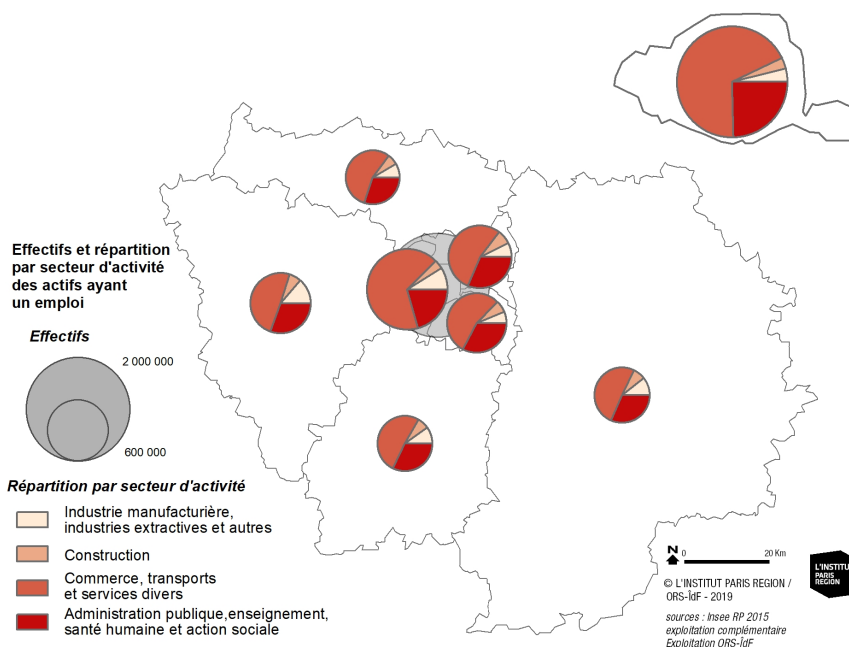 Effectifs et répartition
par secteur d'activité
des actifs ayant
un emploi
Effectifs
2 000 000
600 000
Répartition par secteur d'activité
Industrie manufacturière,
industries extractives et autres
Construction
Commerce, transports
et services divers
Administration publique,enseignement,
santé humaine et action sociale
N
0 20 Km
© L'INSTITUT PARIS REGION /
ORS-ÎdF - 2019
sources : Insee RP 2015
exploitation complémentaire
Exploitation ORS-ÎdF
L'INSTITU
PARIS
REGION